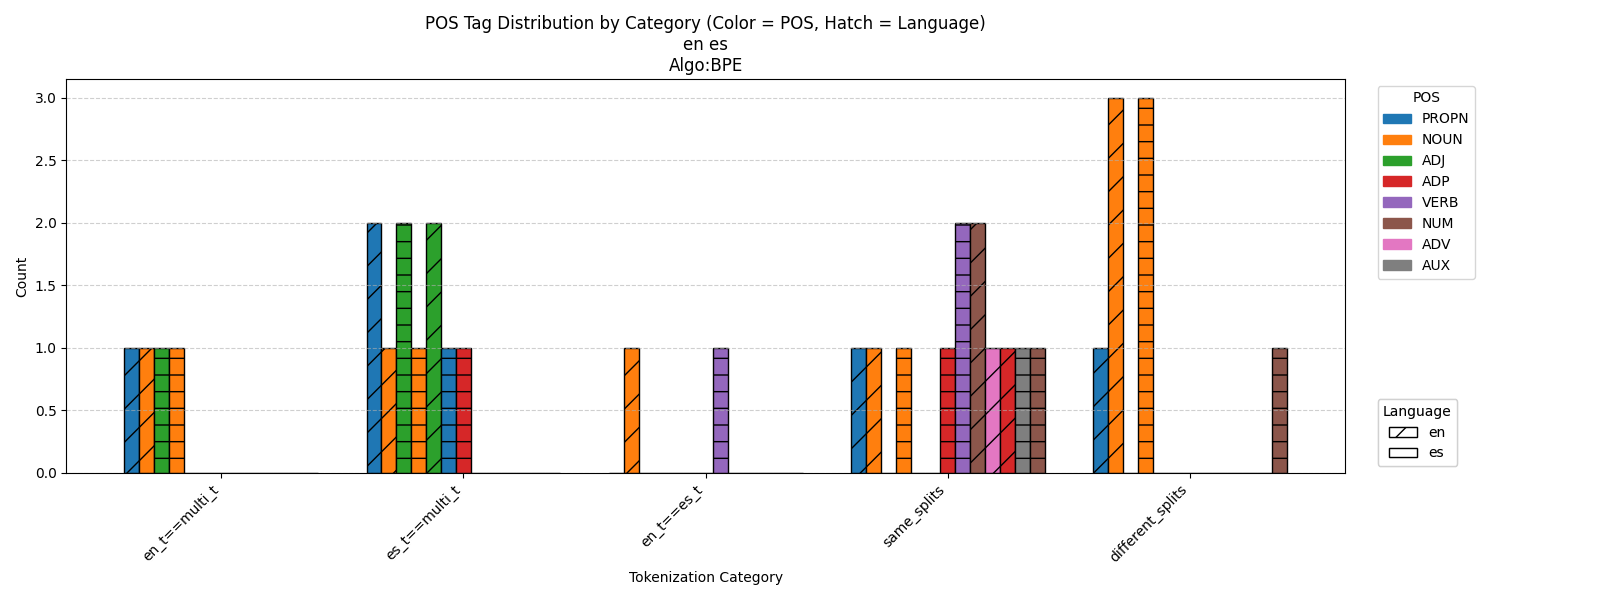 POS Tag Distribution by Category (Color = POS, Hatch = Language)
en es
Algo:BPE
Count
3.0
2.5
2.0
1.5
1.0
0.5
0.0
en_t==multi_t
es_t==multi_t
en_t==es_t
same_splits
different_splits
Tokenization Category
POS
PROPN
NOUN
ADJ
ADP
VERB
NUM
ADV
AUX
Language
en
es